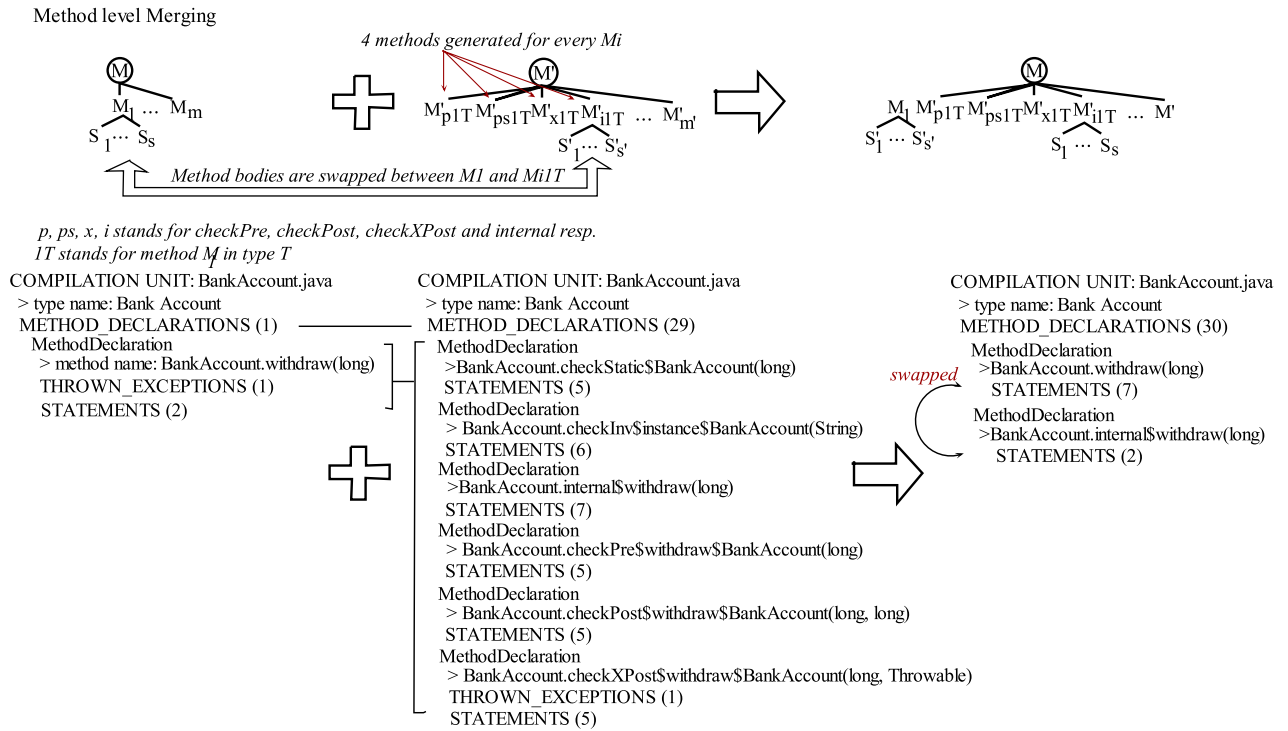 Method level Merging
4 methods generated for every Mi
M M' M
M1 ... Mm M'p1T M'ps1T M'x1T M'i1T ... M'm' M1 M'p1T M'ps1T M'x1T M'i1T ... M'
S1 ... Ss S'1 ... S's' S'1 ... S's' S1 ... Ss
Method bodies are swapped between M1 and Mi1T
p, ps, x, i stands for checkPre, checkPost, checkXPost and internal resp.
1T stands for method M1 in type T
COMPILATION UNIT: BankAccount.java
> type name: Bank Account
METHOD_DECLARATIONS (1)
MethodDeclaration
> method name: BankAccount.withdraw(long)
THROWN_EXCEPTIONS (1)
STATEMENTS (2)
COMPILATION UNIT: BankAccount.java
> type name: Bank Account
METHOD_DECLARATIONS (29)
MethodDeclaration
>BankAccount.checkStatic$BankAccount(long)
STATEMENTS (5)
MethodDeclaration
> BankAccount.checkInv$instance$BankAccount(String)
STATEMENTS (6)
MethodDeclaration
>BankAccount.internal$withdraw(long)
STATEMENTS (7)
MethodDeclaration
> BankAccount.checkPre$withdraw$BankAccount(long)
STATEMENTS (5)
MethodDeclaration
> BankAccount.checkPost$withdraw$BankAccount(long, long)
STATEMENTS (5)
MethodDeclaration
> BankAccount.checkXPost$withdraw$BankAccount(long, Throwable)
THROWN_EXCEPTIONS (1)
STATEMENTS (5)
COMPILATION UNIT: BankAccount.java
> type name: Bank Account
METHOD_DECLARATIONS (30)
MethodDeclaration
>BankAccount.withdraw(long)
swapped
STATEMENTS (7)
MethodDeclaration
>BankAccount.internal$withdraw(long)
STATEMENTS (2)